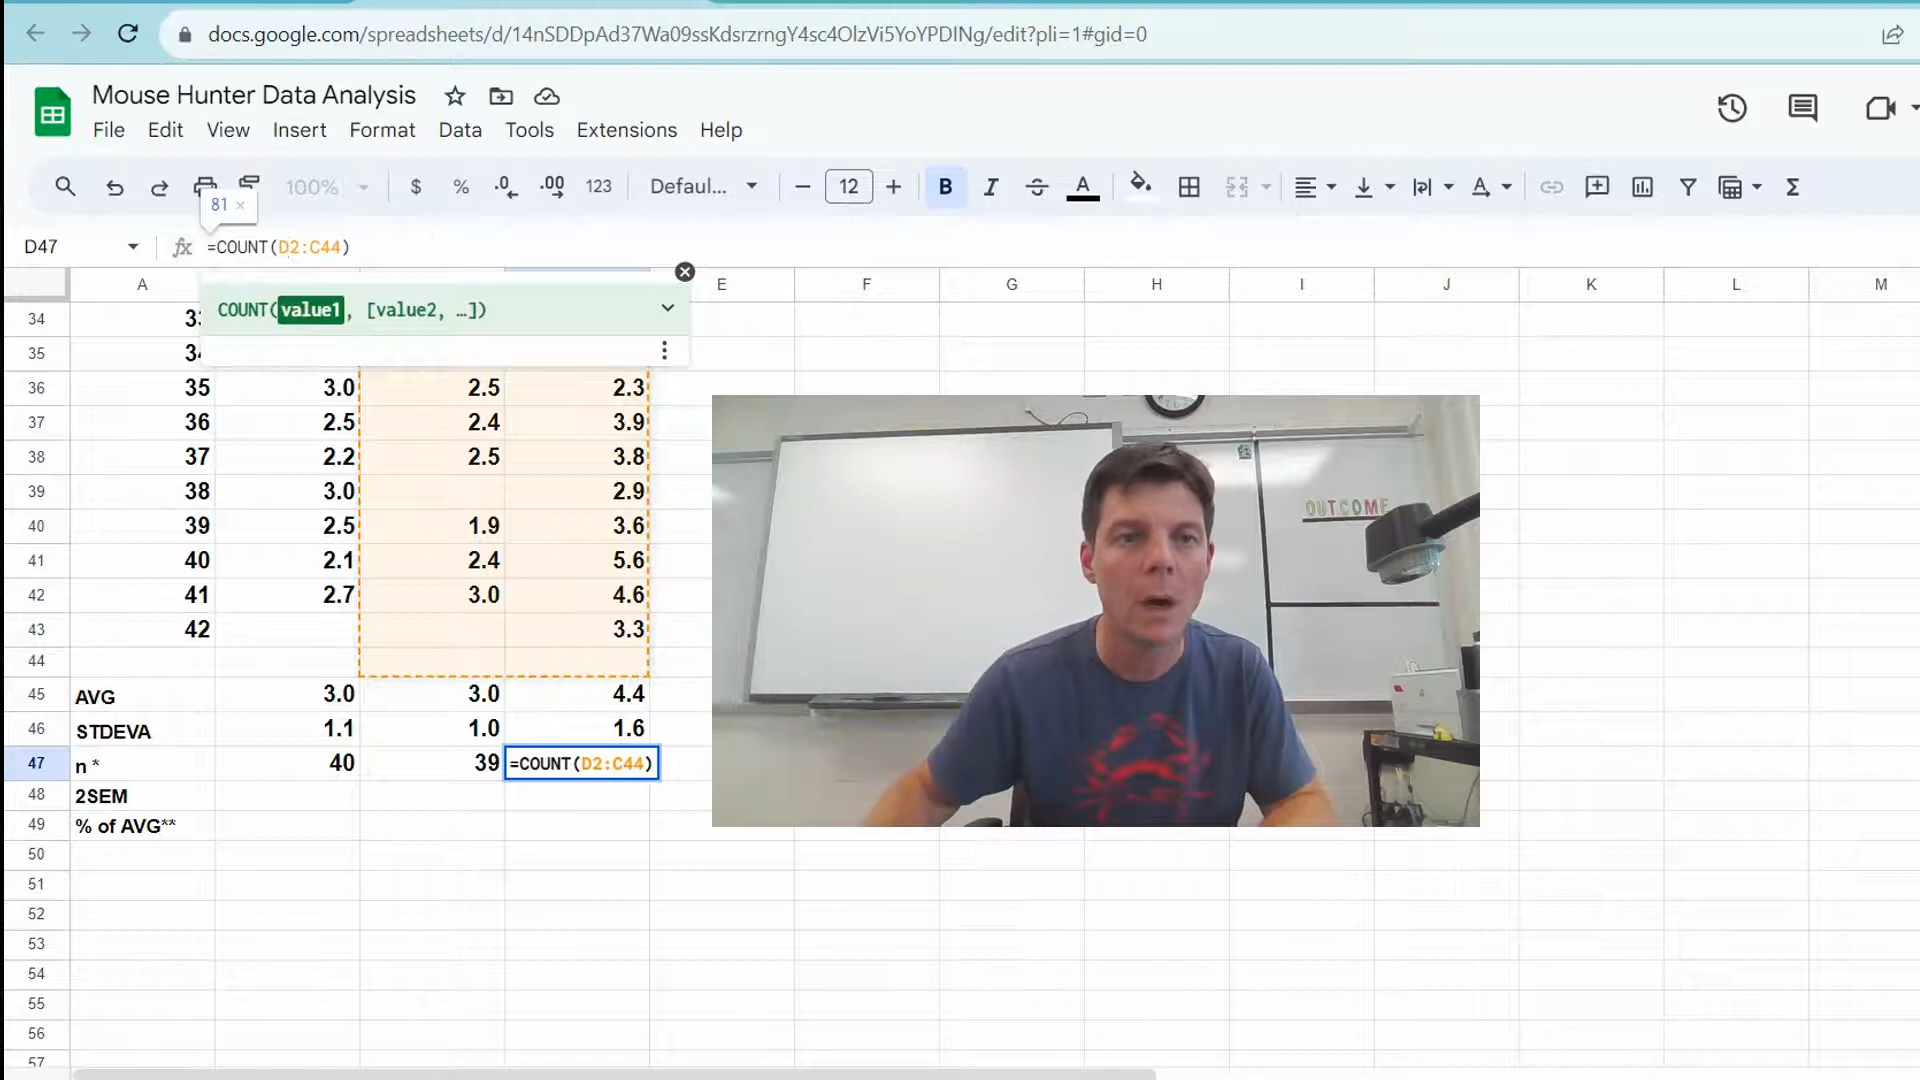 docs.google.com/spreadsheets/d/14nSDDpAd37Wa09ssKdsrzrngY4sc4OlzVi5YoYPDINg/edit?pli=1#gid=0
Mouse Hunter Data Analysis
File Edit View Insert Format Data Tools Extensions Help
100% $ % .0 .00 123 Defaul... 12 B I A
81 ×
D47 fx =COUNT(D2:C44)
A E F G H I J K L M
COUNT(value1, [value2, …])
34
35
36 35 3.0 2.5 2.3
37 36 2.5 2.4 3.9
38 37 2.2 2.5 3.8
39 38 3.0 2.9
40 39 2.5 1.9 3.6
41 40 2.1 2.4 5.6
42 41 2.7 3.0 4.6
43 42 3.3
44
45 AVG 3.0 3.0 4.4
46 STDEVA 1.1 1.0 1.6
47 n * 40 39 =COUNT(D2:C44)
48 2SEM
49 % of AVG**
50
51
52
53
54
55
56
57
OUTCOME